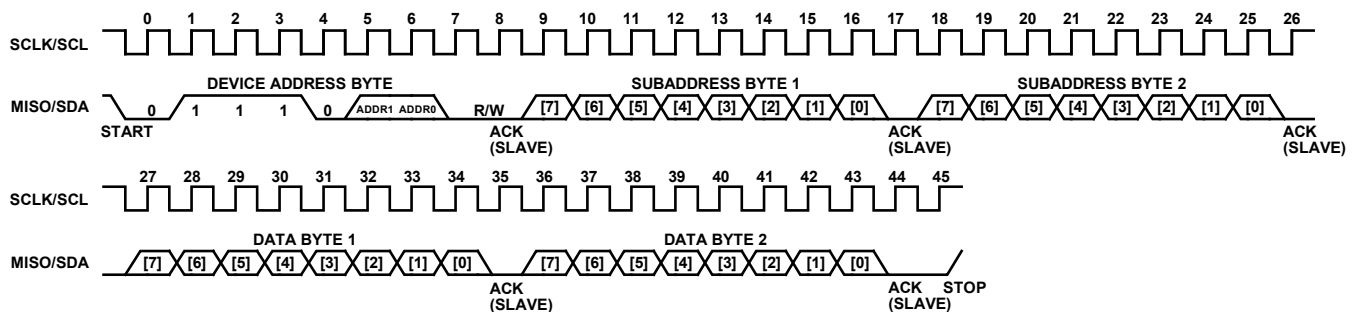 0 1 2 3 4 5 6 7 8 9 10 11 12 13 14 15 16 17 18 19 20 21 22 23 24 25 26
SCLK/SCL
DEVICE ADDRESS BYTE SUBADDRESS BYTE 1 SUBADDRESS BYTE 2
MISO/SDA 0 1 1 1 0 ADDR1 ADDR0 R/W [7] [6] [5] [4] [3] [2] [1] [0] [7] [6] [5] [4] [3] [2] [1] [0]
START ACK ACK ACK
(SLAVE) (SLAVE) (SLAVE)
27 28 29 30 31 32 33 34 35 36 37 38 39 40 41 42 43 44 45
SCLK/SCL
DATA BYTE 1 DATA BYTE 2
MISO/SDA [7] [6] [5] [4] [3] [2] [1] [0] [7] [6] [5] [4] [3] [2] [1] [0]
ACK ACK STOP
(SLAVE) (SLAVE)